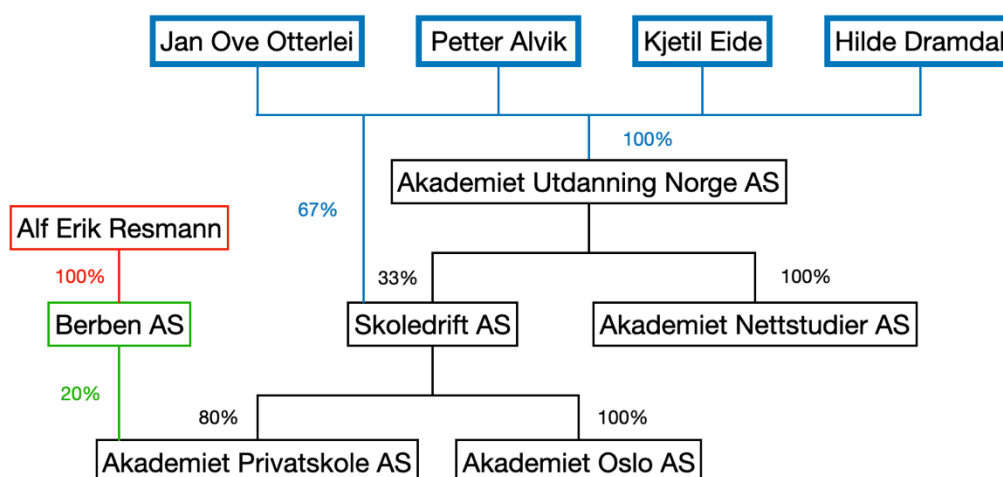 Jan Ove Otterlei
Petter Alvik
Kjetil Eide
Hilde Dramdal
100%
Akademiet Utdanning Norge AS
67%
Alf Erik Resmann
100%
33%
100%
Berben AS
Skoledrift AS
Akademiet Nettstudier AS
20%
80%
100%
Akademiet Privatskole AS
Akademiet Oslo AS